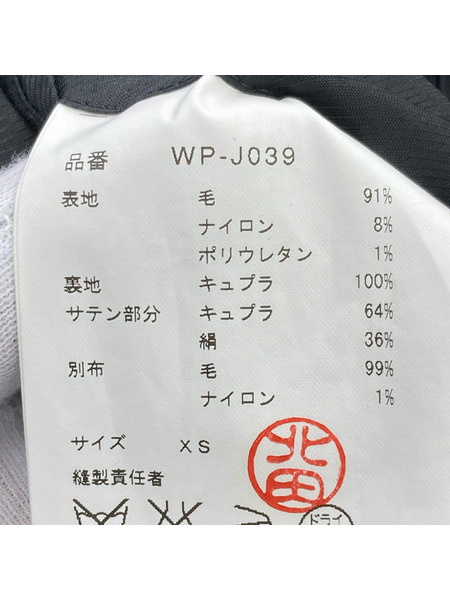 品番 WP-J039
表地 毛 91%
ナイロン 8%
ポリウレタン 1%
裏地 キュプラ 100%
サテン部分 キュプラ 64%
絹 36%
別布 毛 99%
ナイロン 1%
サイズ XS
縫製責任者
北田
ドライ